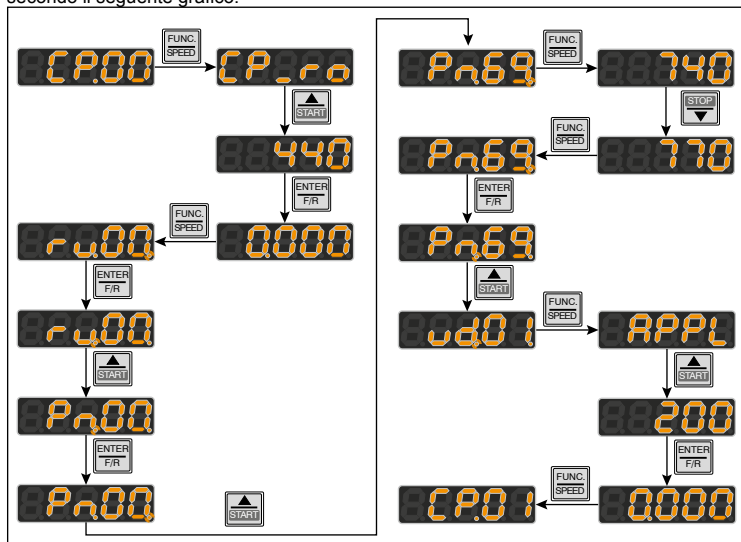 secondo il seguente grafico.
CP.00
FUNC.
SPEED
CP_ro
START
440
ENTER
F/R
0.000
FUNC.
SPEED
ru.00.
ENTER
F/R
ru.00.
START
Pn.00.
ENTER
F/R
Pn.00.
START
Pn.69.
FUNC.
SPEED
740
STOP
770
FUNC.
SPEED
Pn.69.
ENTER
F/R
Pn.69.
START
ud.01
FUNC.
SPEED
APPL
START
200
ENTER
F/R
0.000
FUNC.
SPEED
CP.01